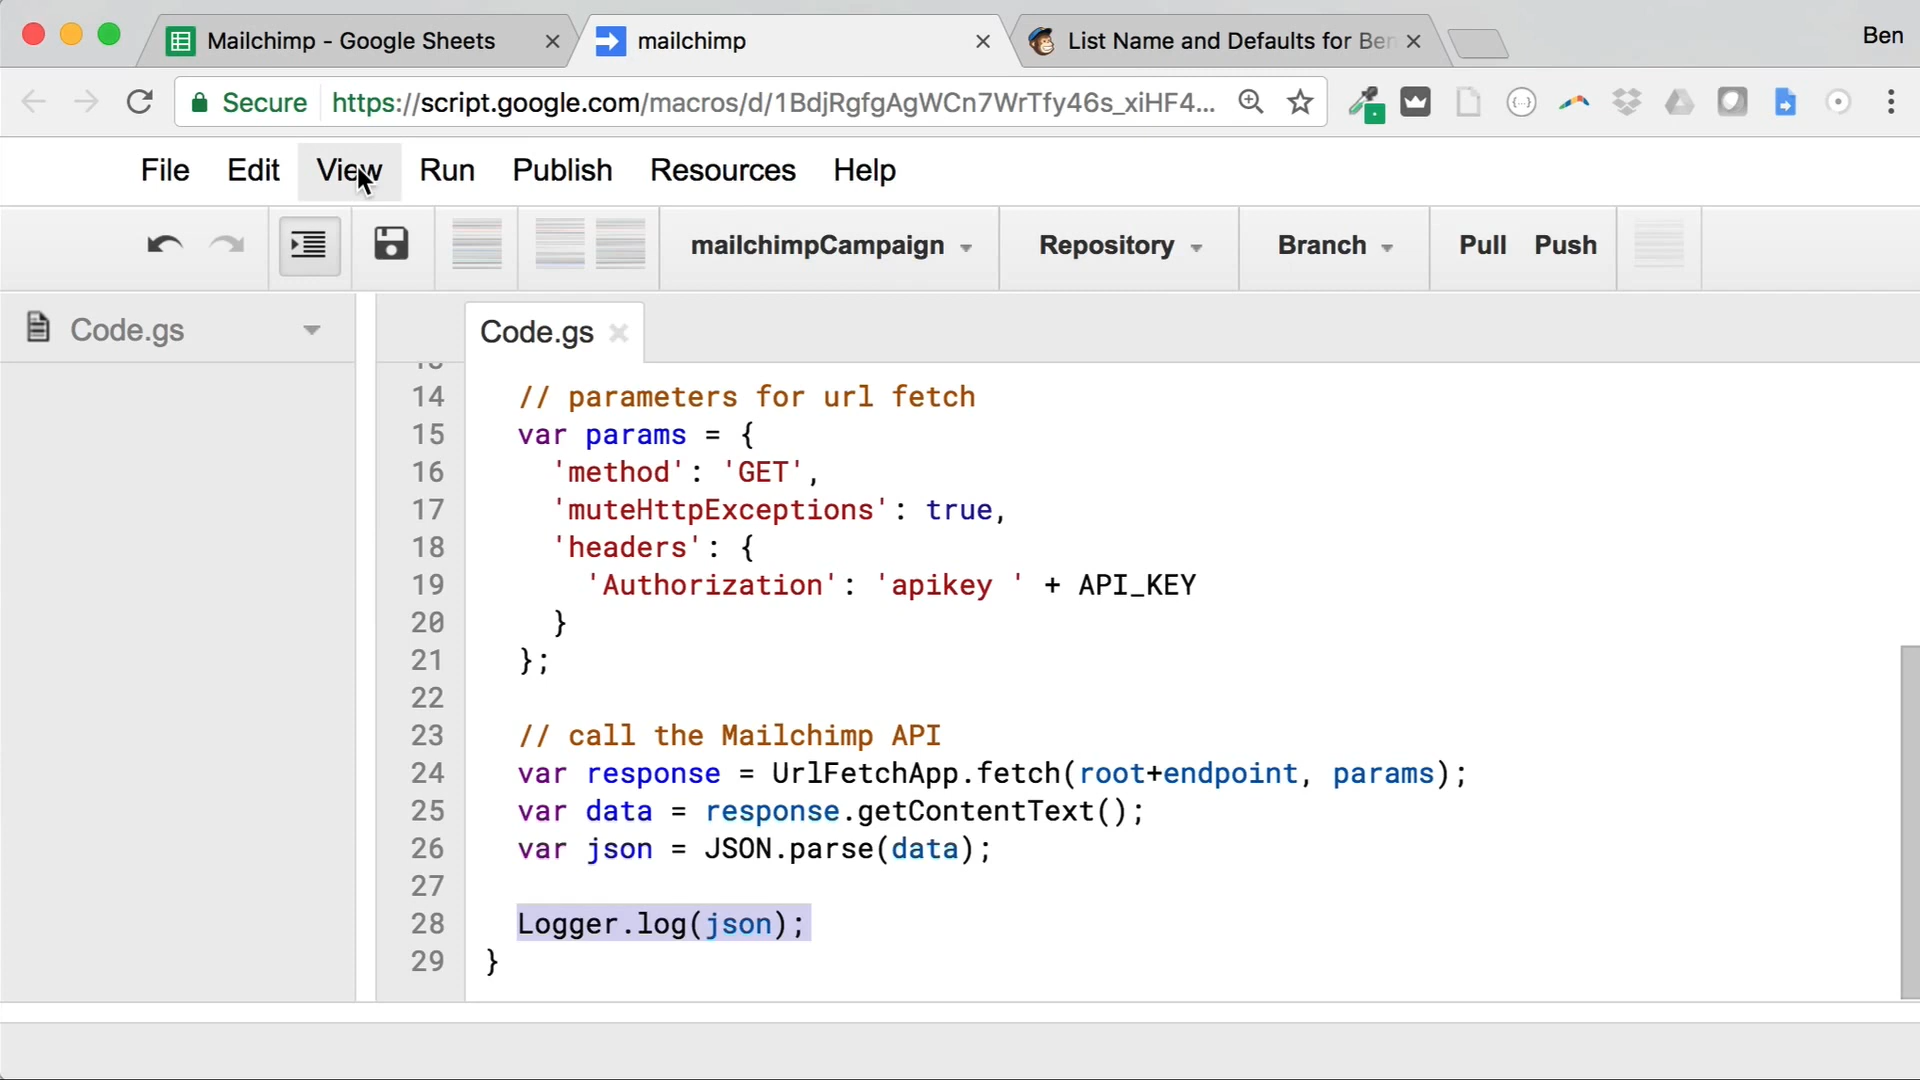 Mailchimp - Google Sheets
mailchimp
List Name and Defaults for Ben
Ben
Secure https://script.google.com/macros/d/1BdjRgfgAgWCn7WrTfy46s_xiHF4...
File Edit View Run Publish Resources Help
mailchimpCampaign Repository Branch Pull Push
Code.gs
Code.gs
14 // parameters for url fetch
15 var params = {
16 'method': 'GET',
17 'muteHttpExceptions': true,
18 'headers': {
19 'Authorization': 'apikey ' + API_KEY
20 }
21 };
22
23 // call the Mailchimp API
24 var response = UrlFetchApp.fetch(root+endpoint, params);
25 var data = response.getContentText();
26 var json = JSON.parse(data);
27
28 Logger.log(json);
29 }